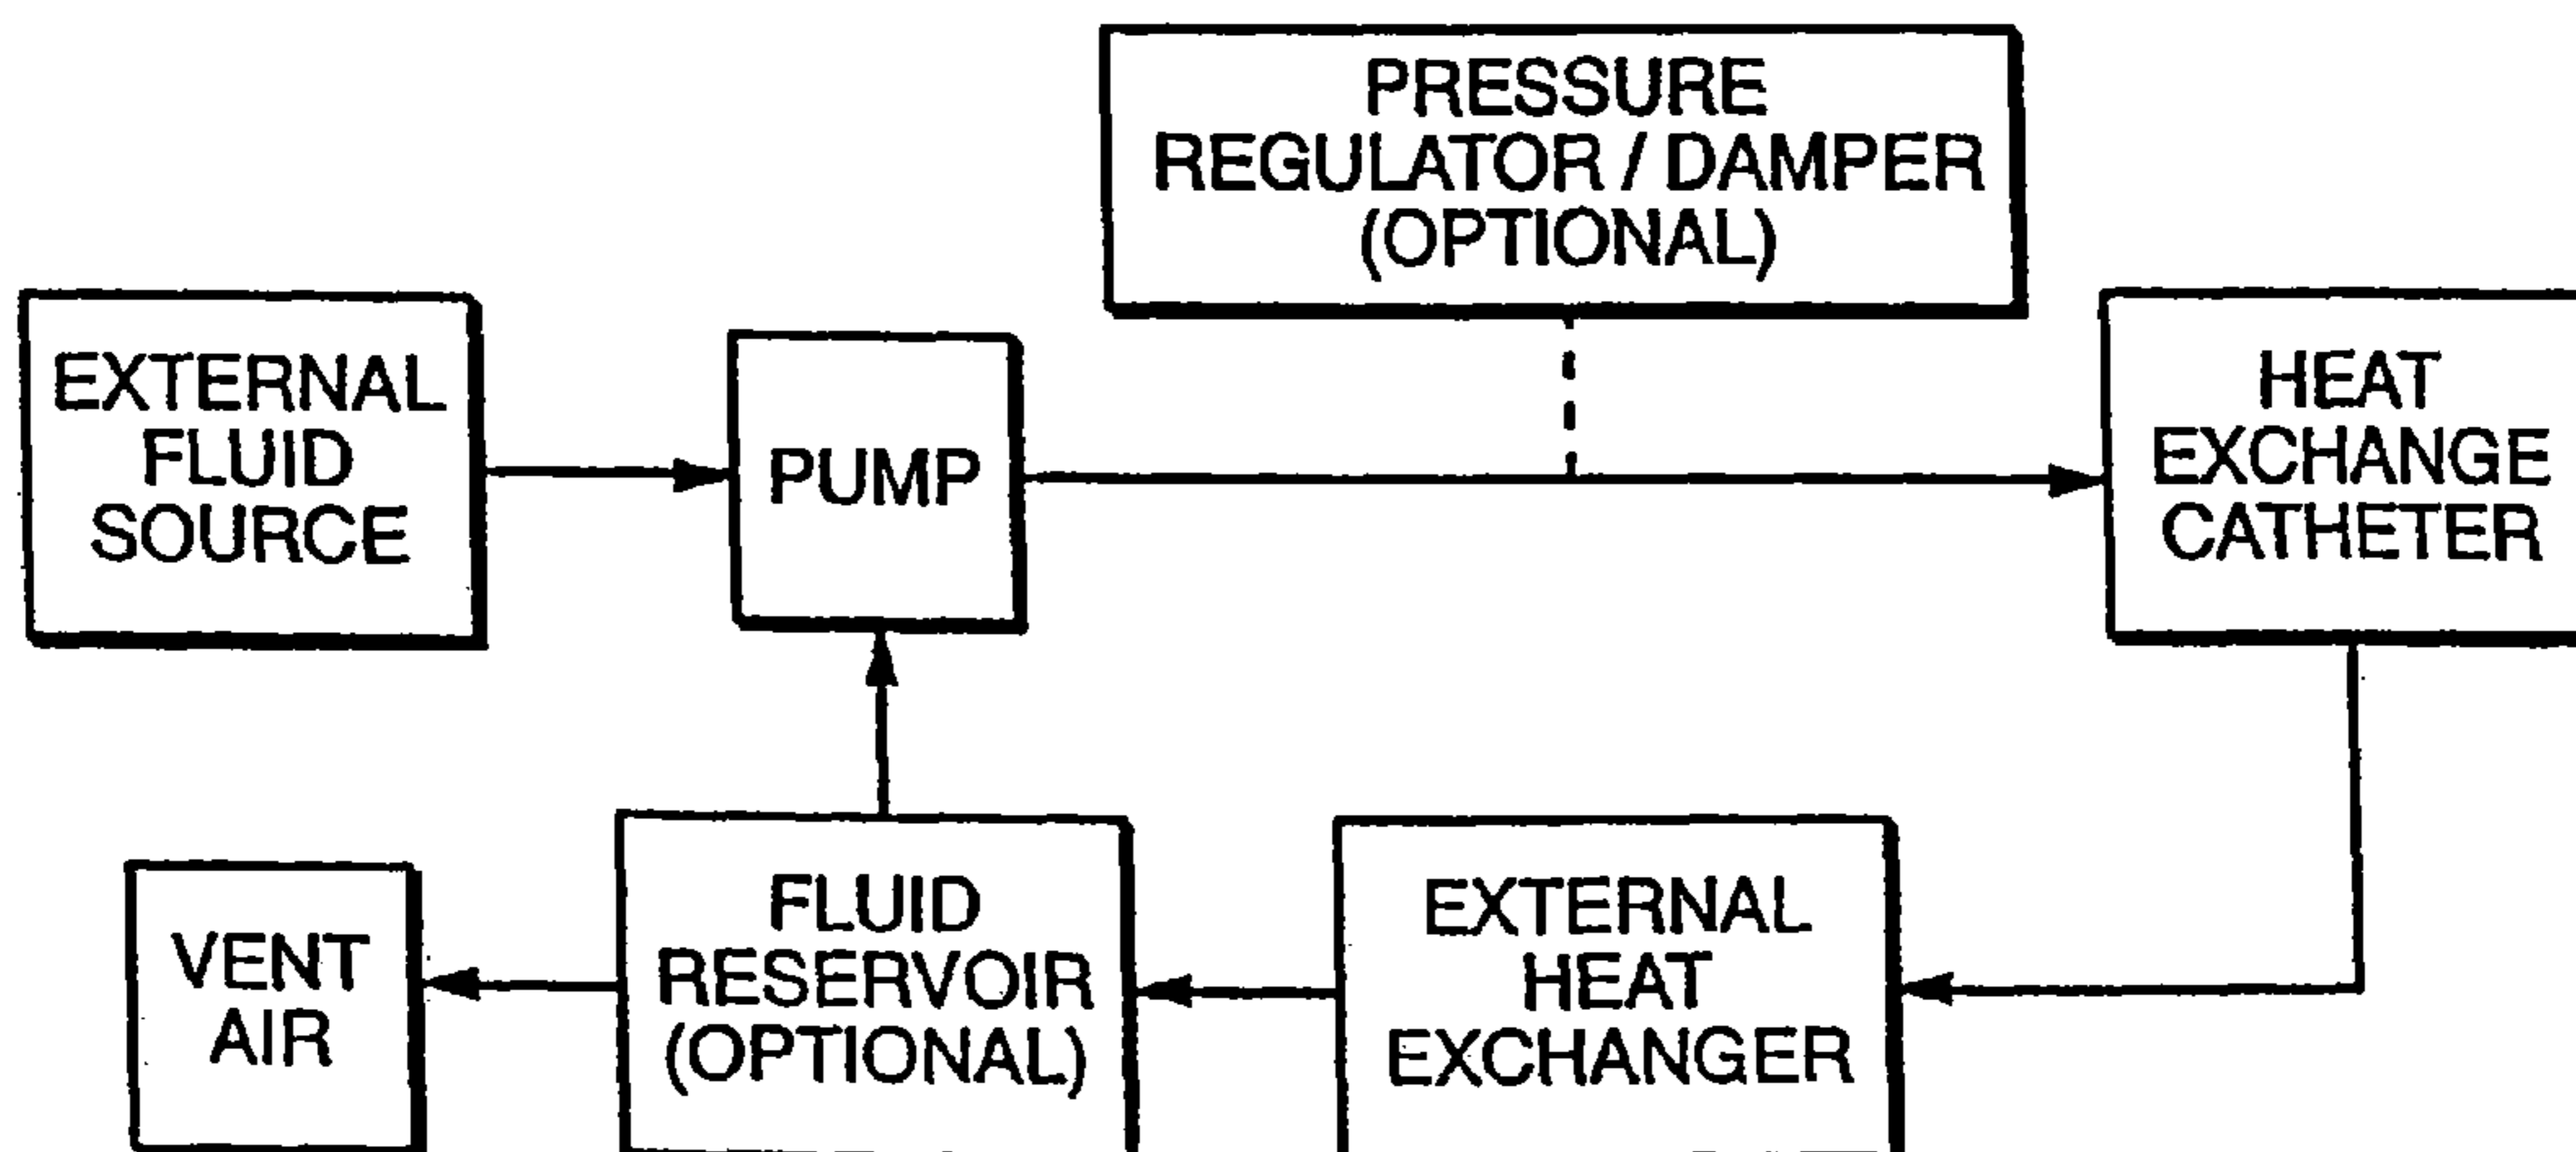 PRESSURE
REGULATOR / DAMPER
(OPTIONAL)
EXTERNAL
FLUID
SOURCE
PUMP
HEAT
EXCHANGE
CATHETER
VENT
AIR
FLUID
RESERVOIR
(OPTIONAL)
EXTERNAL
HEAT
EXCHANGER